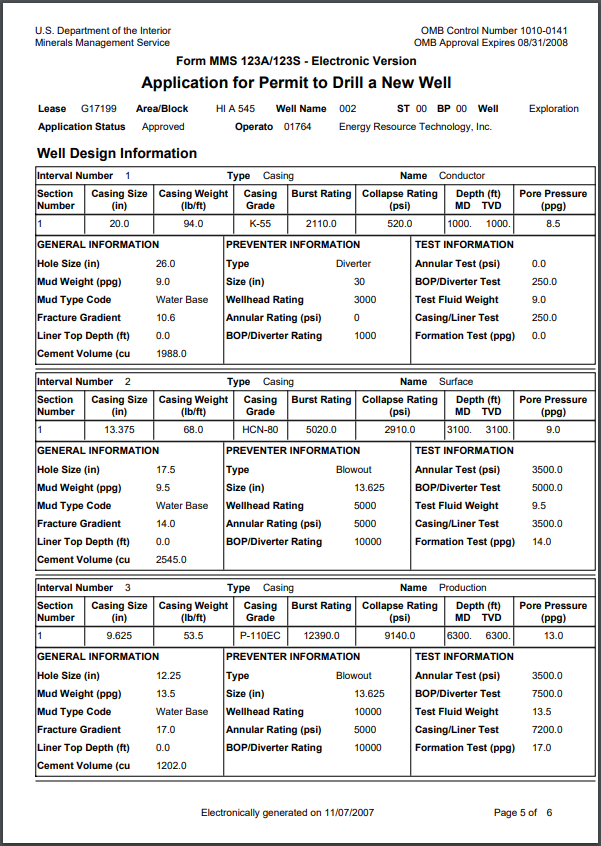 U.S. Department of the Interior OMB Control Number 1010-0141
Minerals Management Service OMB Approval Expires 08/31/2008
Form MMS 123A/123S - Electronic Version
Application for Permit to Drill a New Well
Lease G17199 Area/Block HI A 545 Well Name 002 ST 00 BP 00 Well Exploration
Application Status Approved Operato 01764 Energy Resource Technology, Inc.
Well Design Information
Interval Number 1 Type Casing Name Conductor
Section Casing Size Casing Weight Casing Burst Rating Collapse Rating Depth (ft) Pore Pressure
Number (in) (lb/ft) Grade (psi) MD TVD (ppg)
1 20.0 94.0 K-55 2110.0 520.0 1000. 1000. 8.5
GENERAL INFORMATION PREVENTER INFORMATION TEST INFORMATION
Hole Size (in) 26.0 Type Diverter Annular Test (psi) 0.0
Mud Weight (ppg) 9.0 Size (in) 30 BOP/Diverter Test 250.0
Mud Type Code Water Base Wellhead Rating 3000 Test Fluid Weight 9.0
Fracture Gradient 10.6 Annular Rating (psi) 0 Casing/Liner Test 250.0
Liner Top Depth (ft) 0.0 BOP/Diverter Rating 1000 Formation Test (ppg) 0.0
Cement Volume (cu 1988.0
Interval Number 2 Type Casing Name Surface
Section Casing Size Casing Weight Casing Burst Rating Collapse Rating Depth (ft) Pore Pressure
Number (in) (lb/ft) Grade (psi) MD TVD (ppg)
1 13.375 68.0 HCN-80 5020.0 2910.0 3100. 3100. 9.0
GENERAL INFORMATION PREVENTER INFORMATION TEST INFORMATION
Hole Size (in) 17.5 Type Blowout Annular Test (psi) 3500.0
Mud Weight (ppg) 9.5 Size (in) 13.625 BOP/Diverter Test 5000.0
Mud Type Code Water Base Wellhead Rating 5000 Test Fluid Weight 9.5
Fracture Gradient 14.0 Annular Rating (psi) 5000 Casing/Liner Test 3500.0
Liner Top Depth (ft) 0.0 BOP/Diverter Rating 10000 Formation Test (ppg) 14.0
Cement Volume (cu 2545.0
Interval Number 3 Type Casing Name Production
Section Casing Size Casing Weight Casing Burst Rating Collapse Rating Depth (ft) Pore Pressure
Number (in) (lb/ft) Grade (psi) MD TVD (ppg)
1 9.625 53.5 P-110EC 12390.0 9140.0 6300. 6300. 13.0
GENERAL INFORMATION PREVENTER INFORMATION TEST INFORMATION
Hole Size (in) 12.25 Type Blowout Annular Test (psi) 3500.0
Mud Weight (ppg) 13.5 Size (in) 13.625 BOP/Diverter Test 7500.0
Mud Type Code Water Base Wellhead Rating 10000 Test Fluid Weight 13.5
Fracture Gradient 17.0 Annular Rating (psi) 5000 Casing/Liner Test 7200.0
Liner Top Depth (ft) 0.0 BOP/Diverter Rating 10000 Formation Test (ppg) 17.0
Cement Volume (cu 1202.0
Electronically generated on 11/07/2007 Page 5 of 6